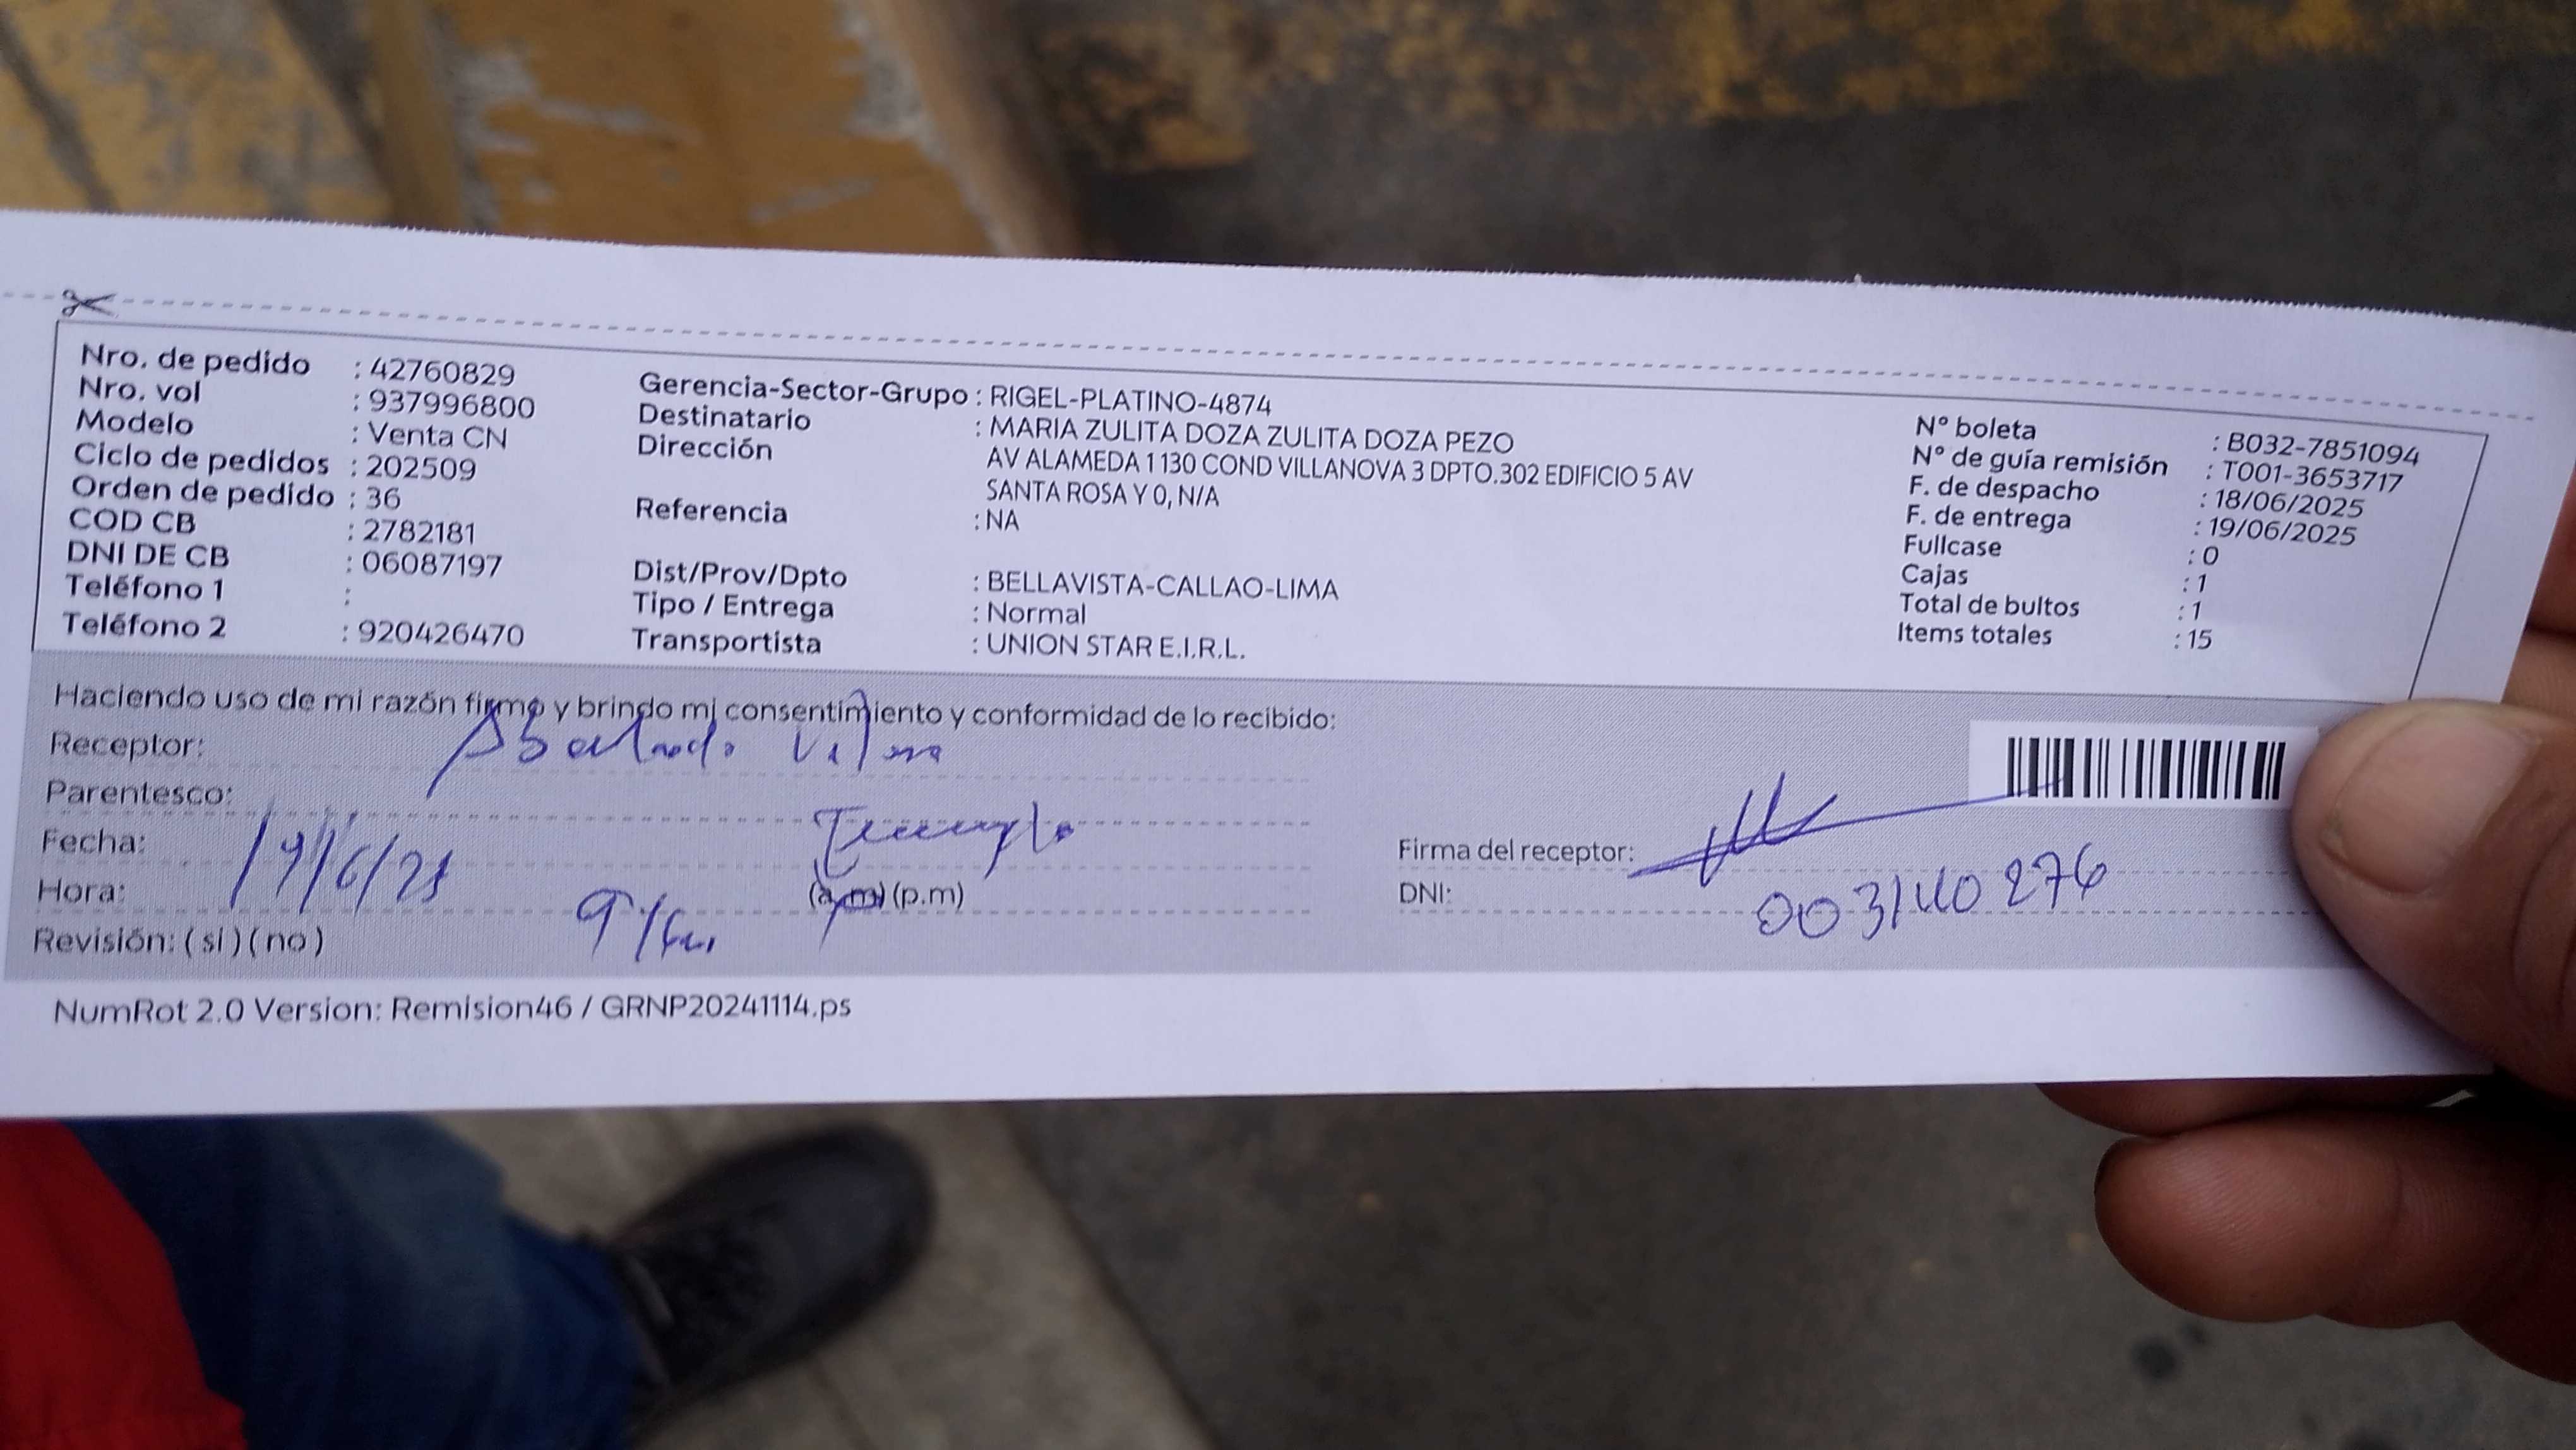 Nro. de pedido : 42760829
Nro. vol : 937996800
Modelo : Venta CN
Ciclo de pedidos : 202509
Orden de pedido : 36
COD CB : 2782181
DNI DE CB : 06087197
Teléfono 1 :
Teléfono 2 : 920426470
Gerencia-Sector-Grupo : RIGEL-PLATINO-4874
Destinatario : MARIA ZULITA DOZA ZULITA DOZA PEZO
Dirección AV ALAMEDA 1 130 COND VILLANOVA 3 DPTO.302 EDIFICIO 5 AV
SANTA ROSA Y 0, N/A
Referencia : NA
Dist/Prov/Dpto : BELLAVISTA-CALLAO-LIMA
Tipo / Entrega : Normal
Transportista : UNION STAR E.I.R.L.
N° boleta : B032-7851094
N° de guía remisión : T001-3653717
F. de despacho : 18/06/2025
F. de entrega : 19/06/2025
Fullcase : 0
Cajas : 1
Total de bultos : 1
Items totales : 15
Haciendo uso de mi razón firmo y brindo mi consentimiento y conformidad de lo recibido:
Receptor:
Parentesco:
Fecha:
Hora: (a.m) (p.m)
Revisión: ( si ) ( no )
Firma del receptor:
DNI:
NumRot 2.0 Version: Remision46 / GRNP20241114.ps